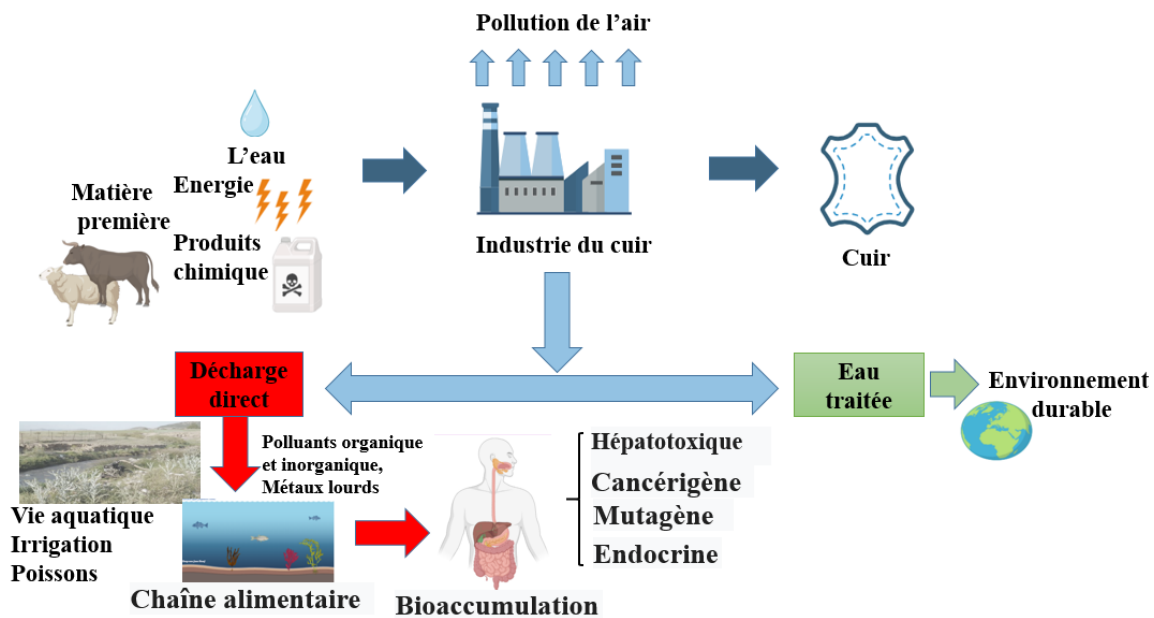 Pollution de l'air
L'eau
Energie
Matière
première
Produits
chimique
Industrie du cuir
Cuir
Décharge
direct
Eau
traitée
Environnement
durable
Polluants organique
et inorganique,
Métaux lourds
Vie aquatique
Irrigation
Poissons
Chaîne alimentaire
Bioaccumulation
Hépatotoxique
Cancérigène
Mutagène
Endocrine